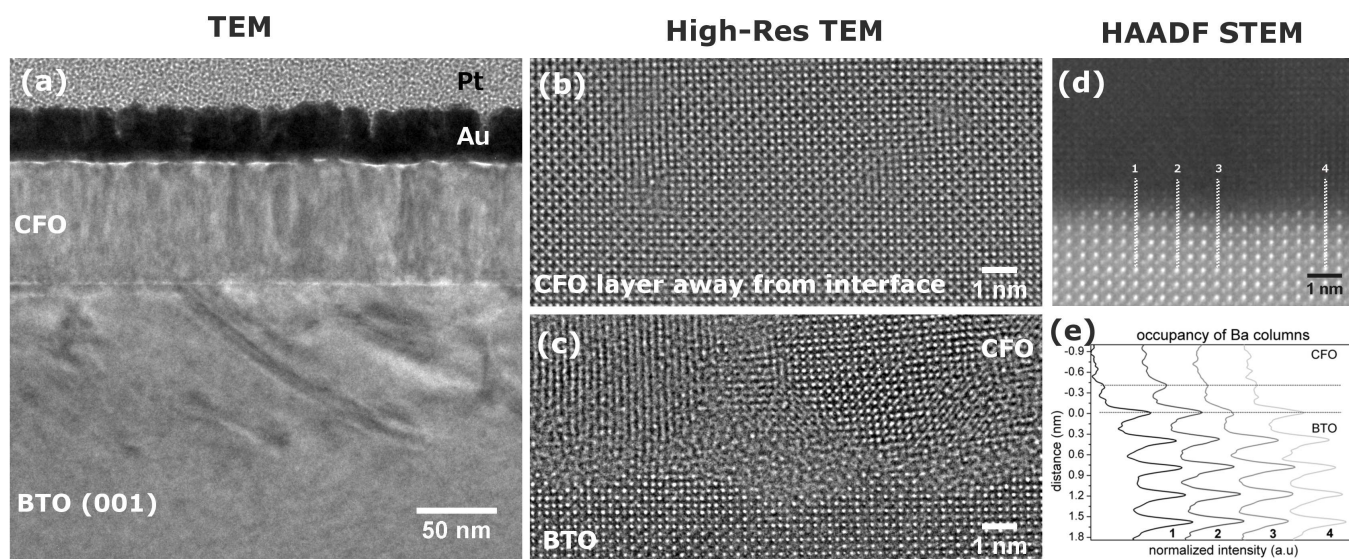 TEM
High-Res TEM
HAADF STEM
(a)
Pt
Au
CFO
BTO (001)
50 nm
(b)
CFO layer away from interface
1 nm
(c)
CFO
BTO
1 nm
(d)
1 2 3 4
1 nm
(e)
occupancy of Ba columns
CFO
BTO
-0.9
-0.6
-0.3
0.0
0.3
0.6
0.9
1.2
1.5
1.8
distance (nm)
1 2 3 4
normalized intensity (a.u)